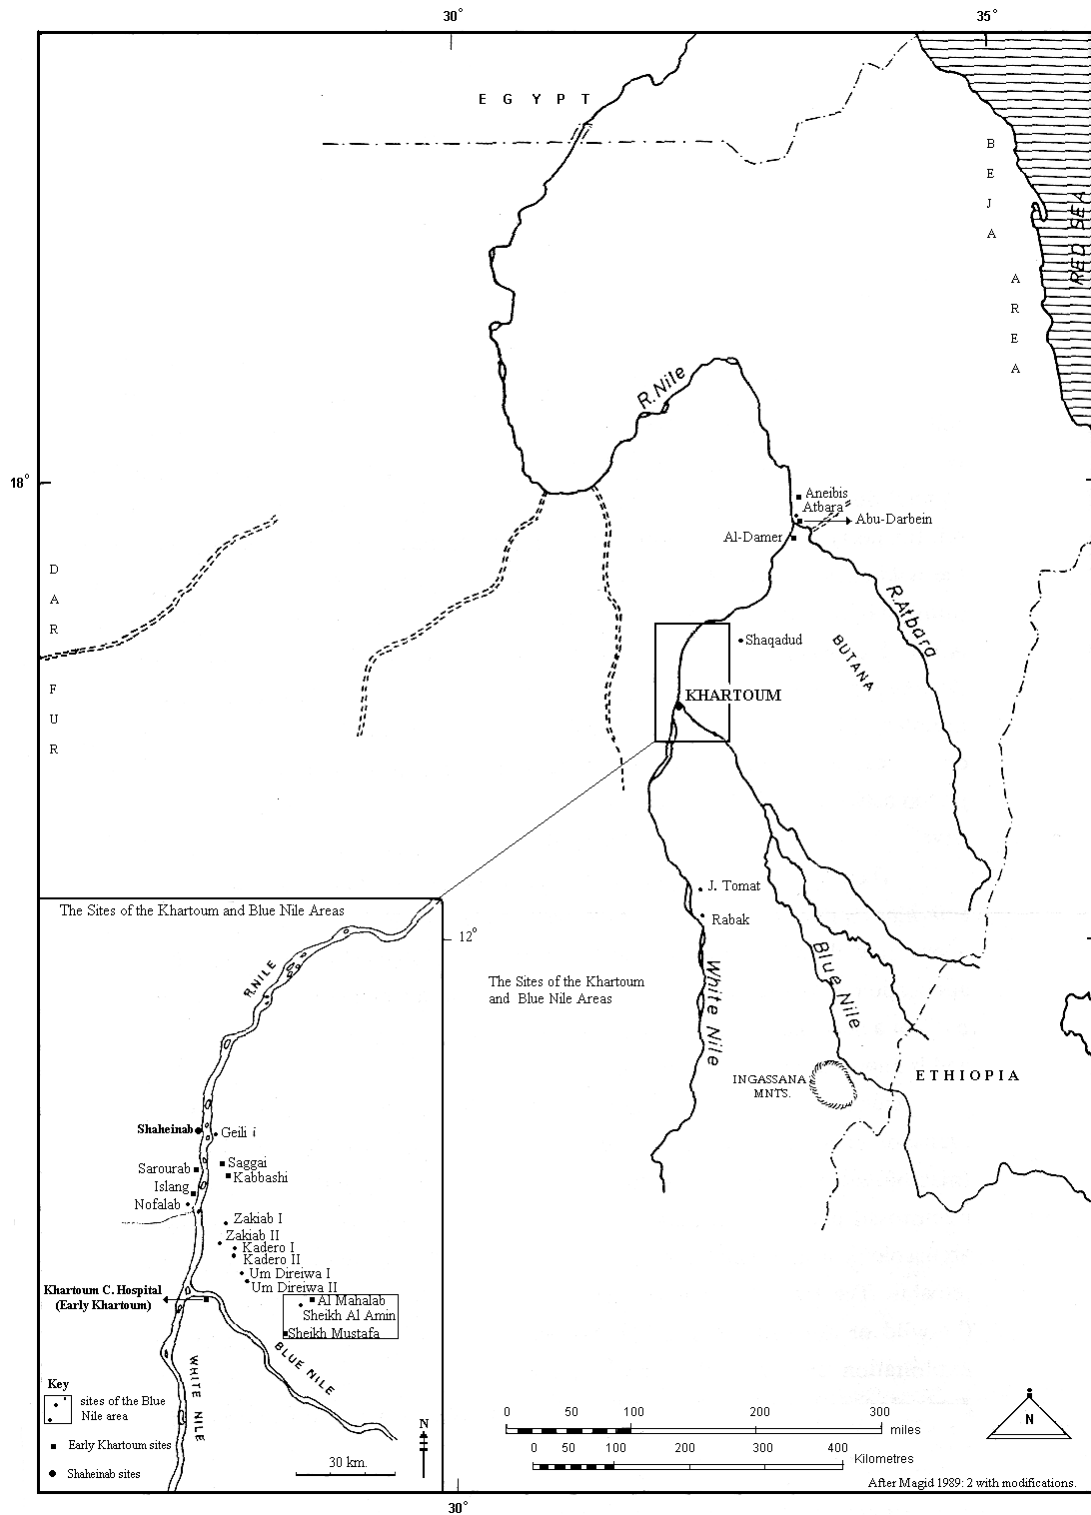 30°
35°
E G Y P T
B E J A
A R E A
RED SEA
R.Nile
18°
Aneibis
Atbara
Abu-Darbein
Al-Damer
DAR FUR
R.Atbara
Shaqadud
BUTANA
KHARTOUM
J. Tomat
Rabak
The Sites of the Khartoum and Blue Nile Areas
12°
R.NILE
The Sites of the Khartoum
and Blue Nile Areas
White Nile
Blue Nile
INGASSANA
MNTS.
ETHIOPIA
Shaheinab
Geili i
Saggai
Sarourab
Kabbashi
Islang
Nofalab
Zakiab I
Zakiab II
Kadero I
Kadero II
Um Direiwa I
Um Direiwa II
Khartoum C. Hospital
(Early Khartoum)
Al Mahalab
Sheikh Al Amin
Sheikh Mustafa
BLUE NILE
WHITE NILE
Key
sites of the Blue
Nile area
Early Khartoum sites
Shaheinab sites
N
30 km.
0 50 100 200 300
miles
0 50 100 200 300 400
Kilometres
N
After Magid 1989: 2 with modifications.
30°